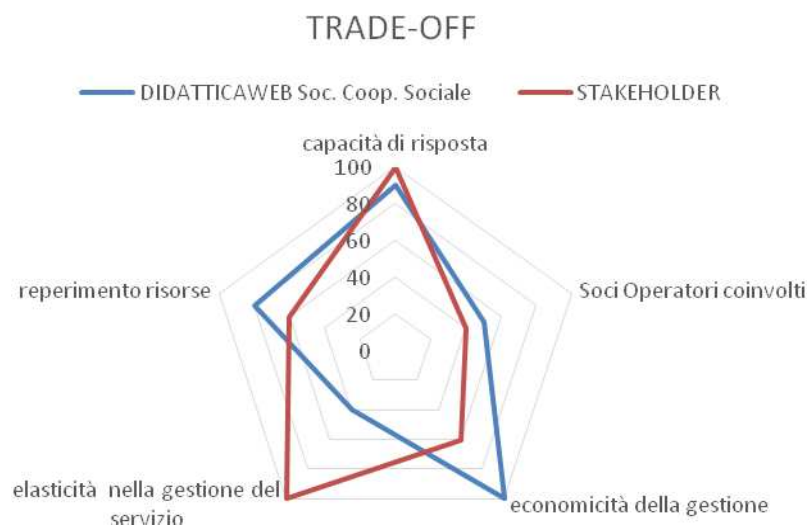 TRADE-OFF
DIDATTICAWEB Soc. Coop. Sociale STAKEHOLDER
capacità di risposta
100
80
60
40
20
0
reperimento risorse
Soci Operatori coinvolti
elasticità nella gestione del
servizio
economicità della gestione